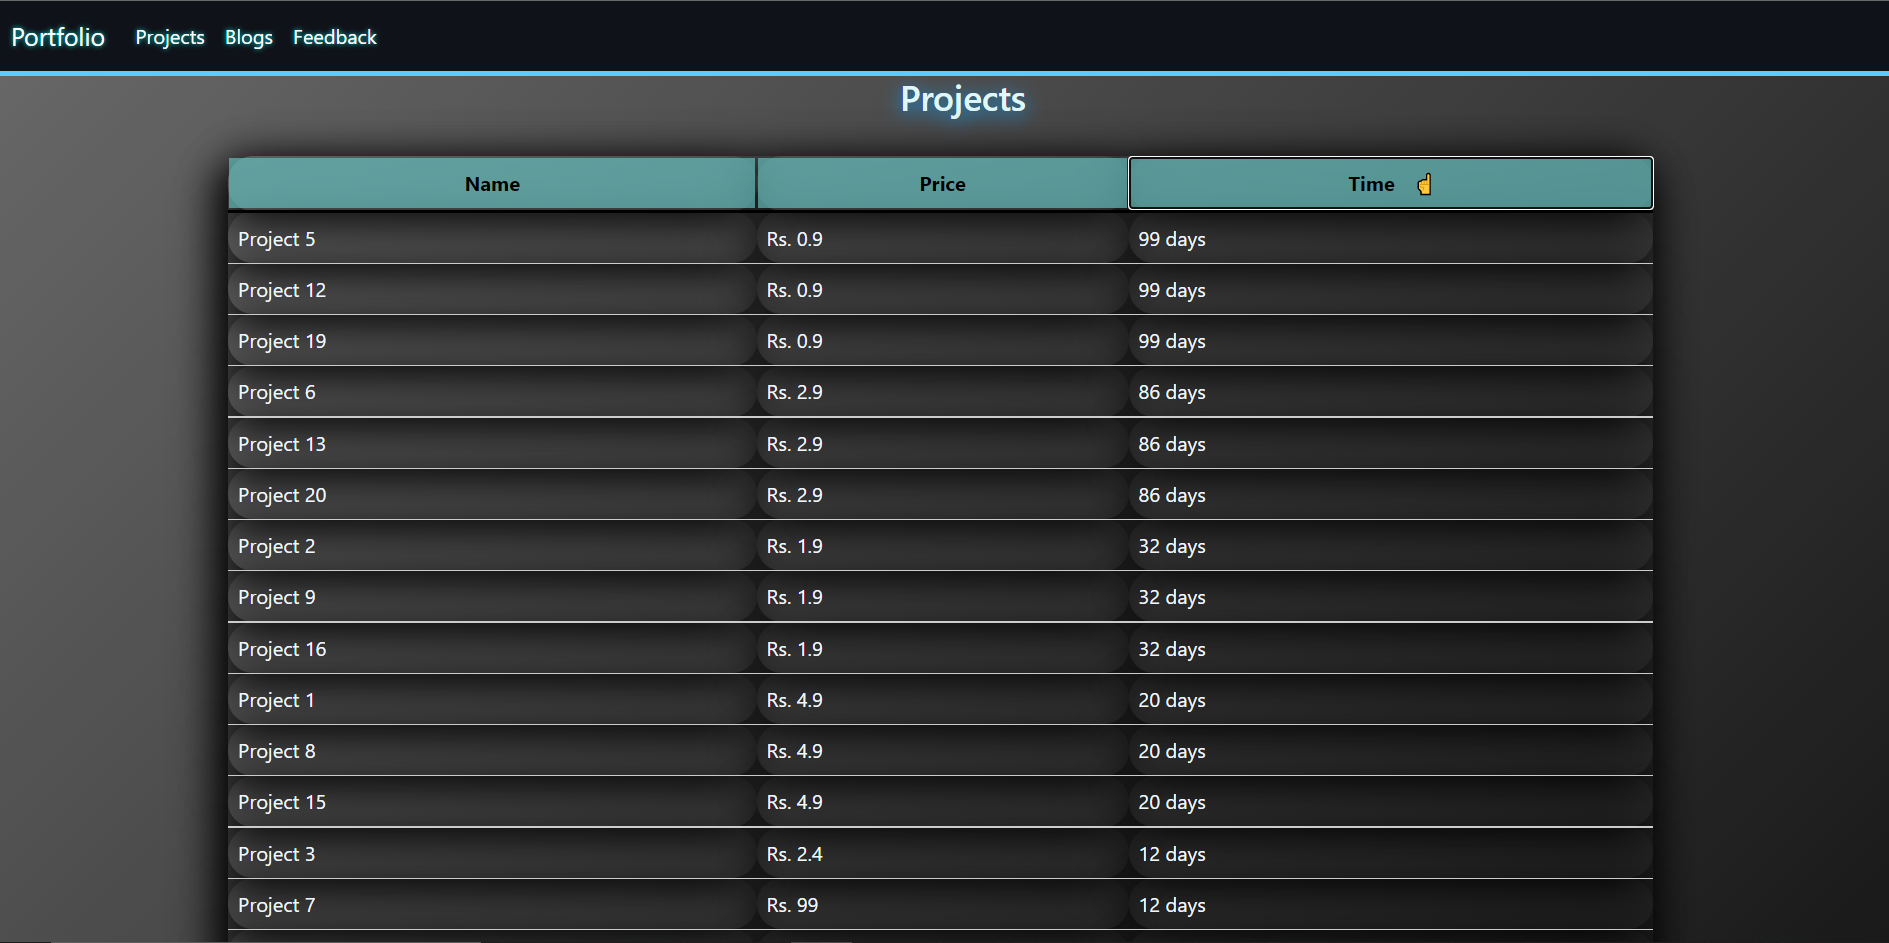 Portfolio Projects Blogs Feedback
Projects
Name Price Time ☝
Project 5 Rs. 0.9 99 days
Project 12 Rs. 0.9 99 days
Project 19 Rs. 0.9 99 days
Project 6 Rs. 2.9 86 days
Project 13 Rs. 2.9 86 days
Project 20 Rs. 2.9 86 days
Project 2 Rs. 1.9 32 days
Project 9 Rs. 1.9 32 days
Project 16 Rs. 1.9 32 days
Project 1 Rs. 4.9 20 days
Project 8 Rs. 4.9 20 days
Project 15 Rs. 4.9 20 days
Project 3 Rs. 2.4 12 days
Project 7 Rs. 99 12 days